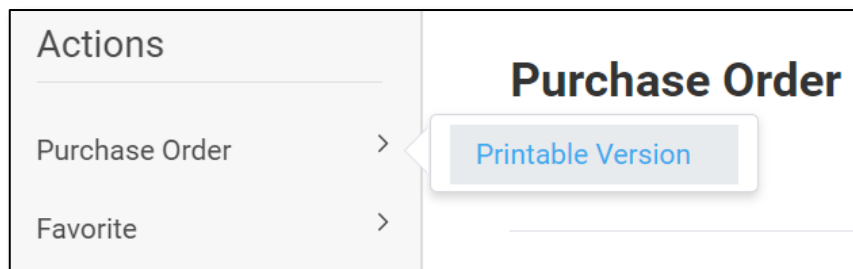 Actions
Purchase Order
Purchase Order
Printable Version
Favorite